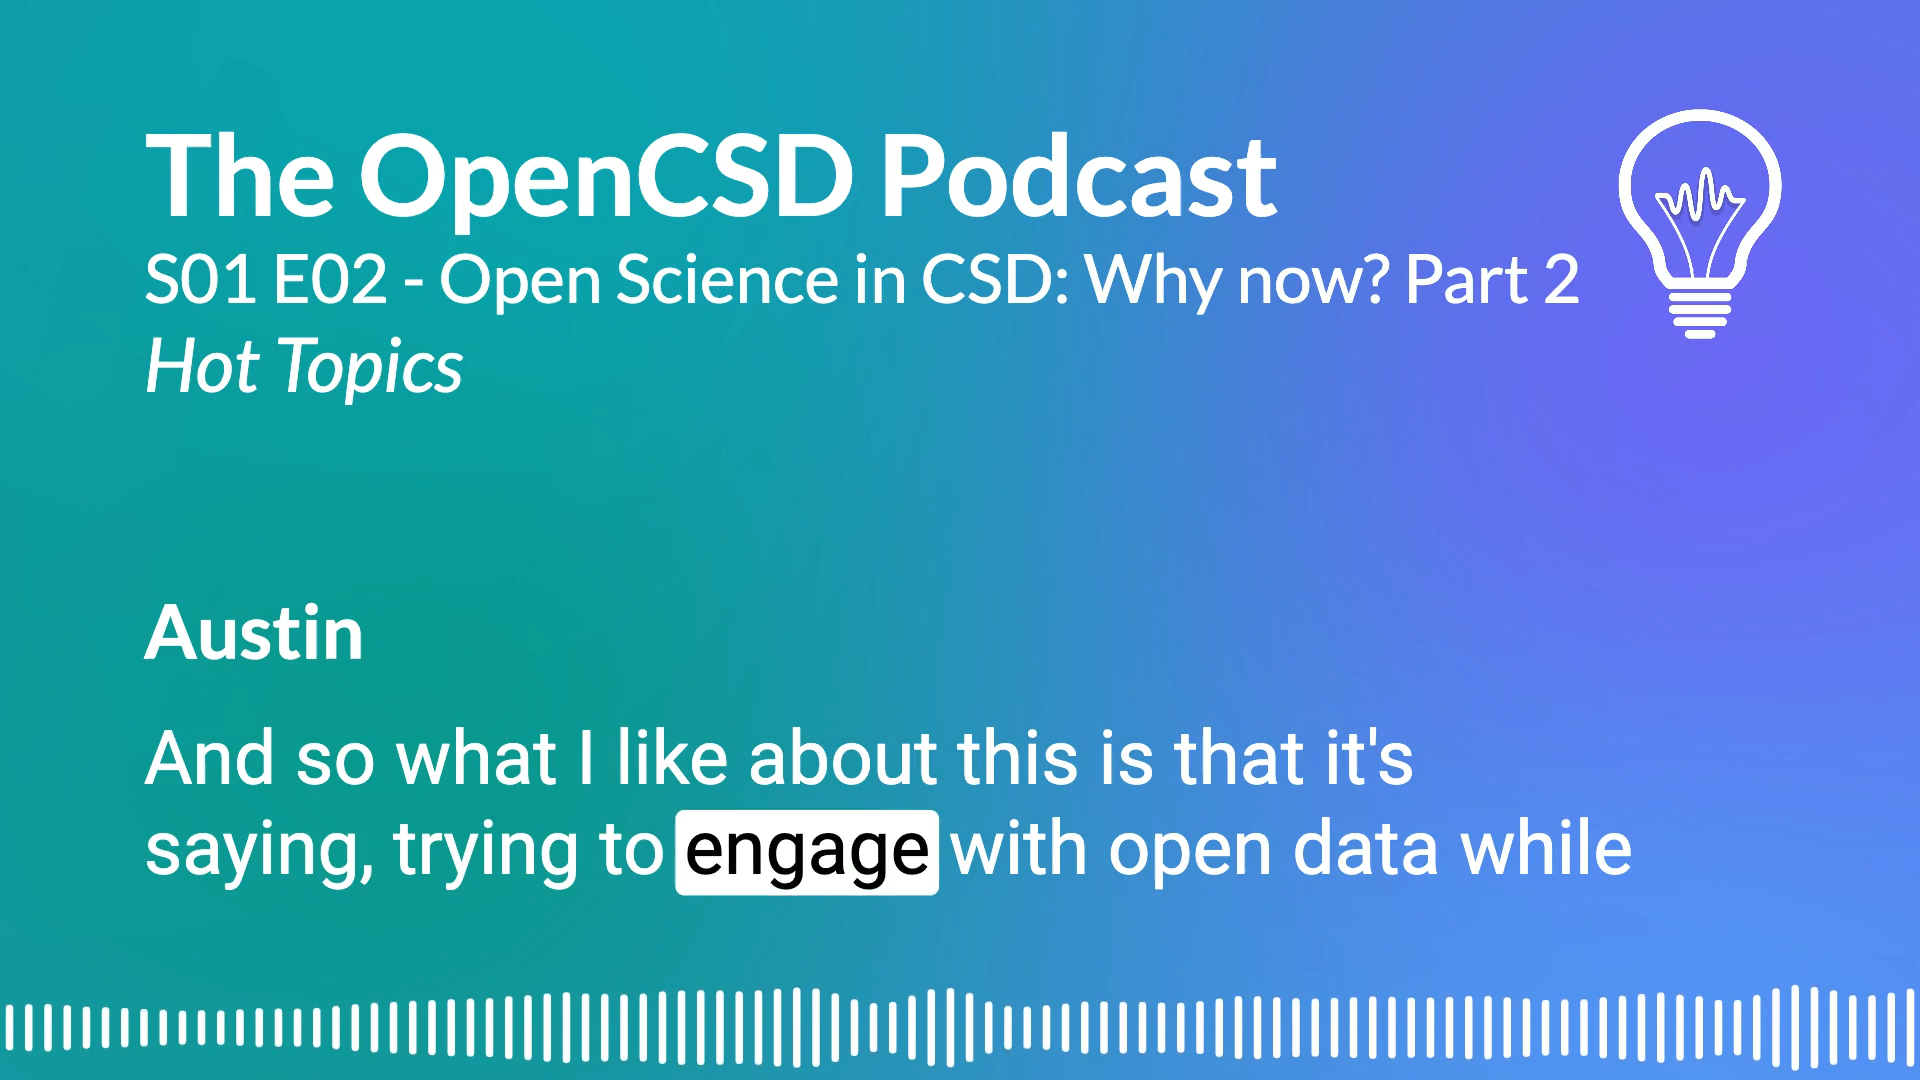 The OpenCSD Podcast
S01 E02 - Open Science in CSD: Why now? Part 2
Hot Topics
Austin
And so what I like about this is that it's
saying, trying to engage with open data while